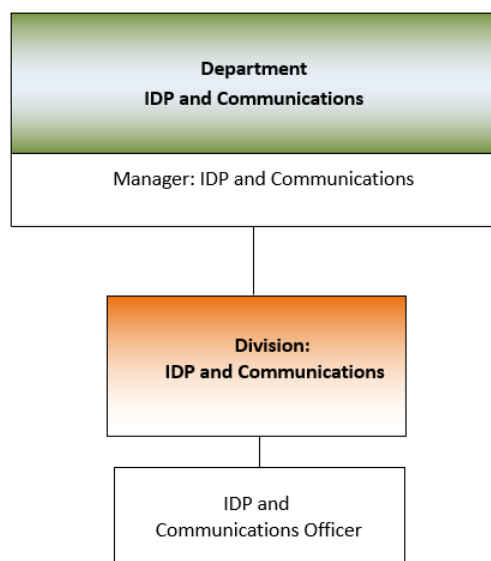 Department
IDP and Communications
Manager: IDP and Communications
Division:
IDP and Communications
IDP and
Communications Officer